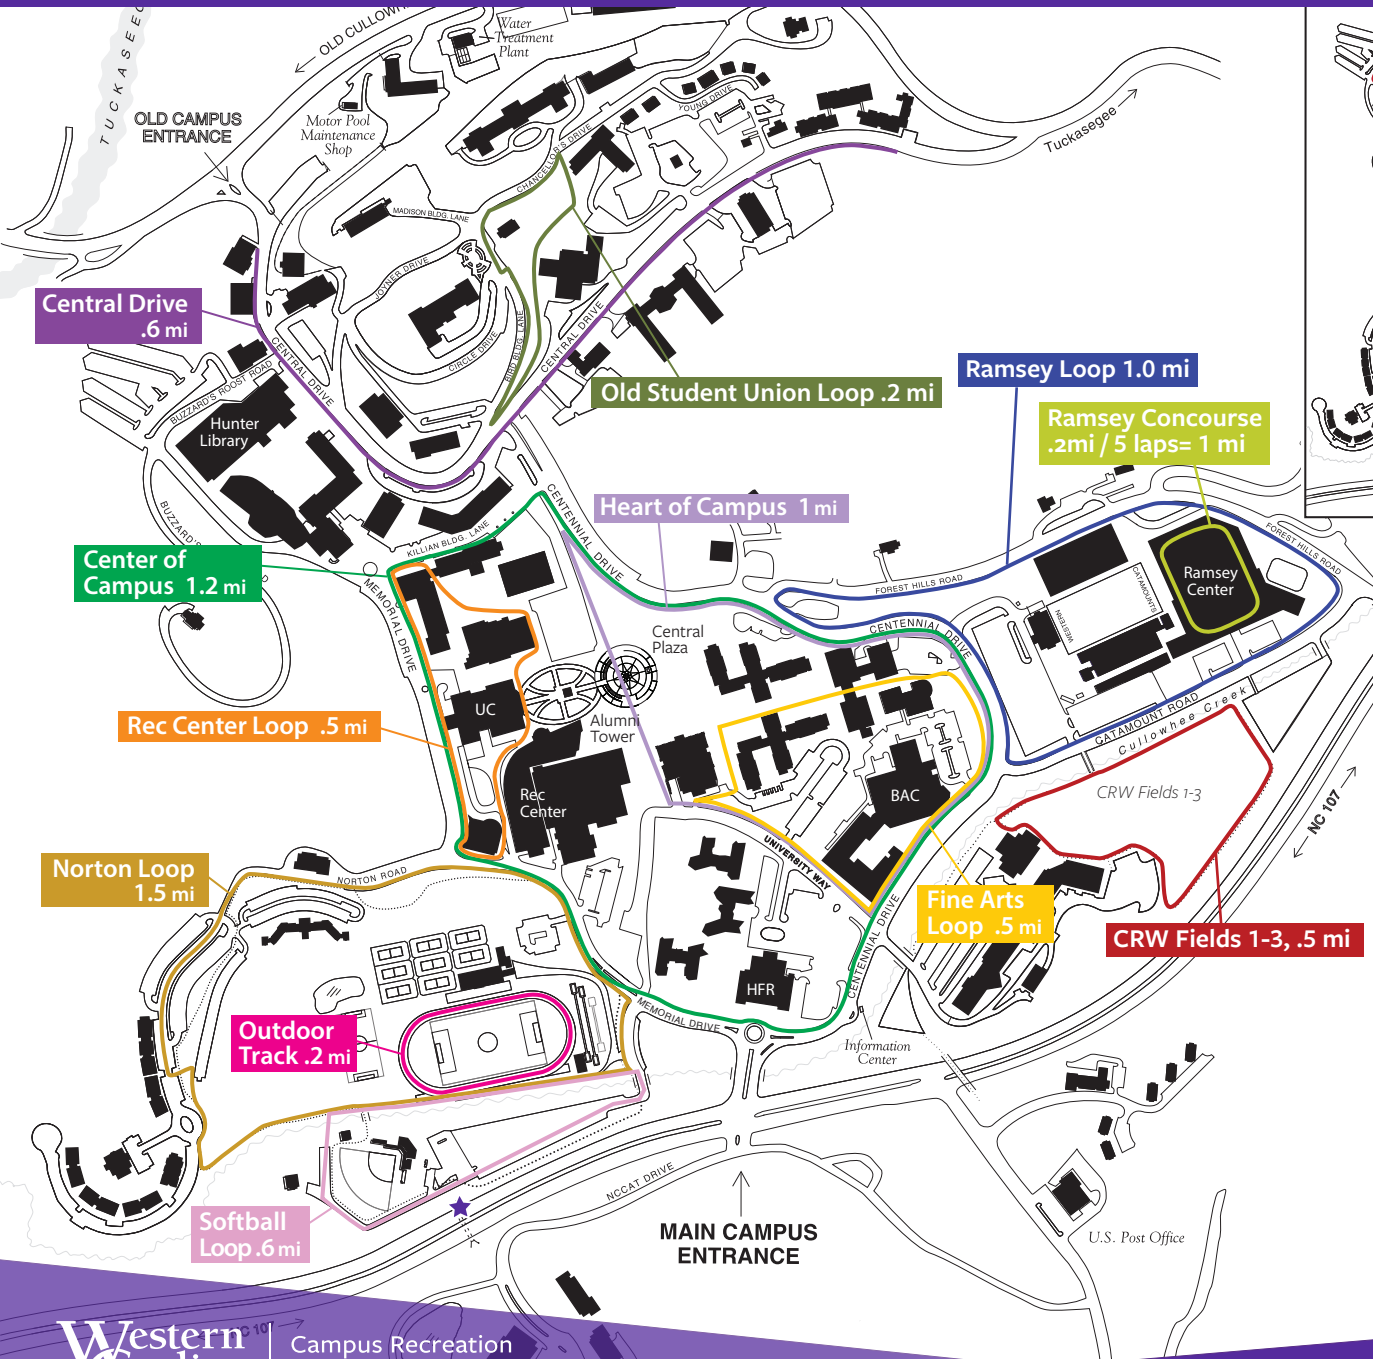 TUCKASEEG
OLD CULLOWH
Water
Treatment
Plant
OLD CAMPUS
ENTRANCE
Motor Pool
Maintenance
Shop
YOUNG DRIVE
CHANCELLOR'S DRIVE
Tuckasegee
MADISON BLDG. LANE
JOYNER DRIVE
Central Drive
.6 mi
CENTRAL DRIVE
CIRCLE DRIVE
BIRD BLDG. LANE
CENTRAL DRIVE
BUZZARD'S ROOST ROAD
Old Student Union Loop .2 mi
Ramsey Loop 1.0 mi
Ramsey Concourse
.2mi / 5 laps= 1 mi
Hunter
Library
Heart of Campus 1 mi
CENTENNIAL DRIVE
BUZZARD'S
D
KILLIAN BLDG. LANE
Center of
Campus 1.2 mi
MEMORIAL DRIVE
FOREST HILLS ROAD
FOREST HILLS ROAD
Ramsey
Center
CATAMOUNTS
WESTERN
CENTENNIAL DRIVE
Central
Plaza
UC
Alumni
Tower
Rec Center Loop .5 mi
CATAMOUNT ROAD
Cullowhee Creek
Rec
Center
BAC
CRW Fields 1-3
NC 107
UNIVERSITY WAY
Norton Loop
1.5 mi
NORTON ROAD
Fine Arts
Loop .5 mi
CENTENNIAL DRIVE
CRW Fields 1-3, .5 mi
HFR
MEMORIAL DRIVE
Outdoor
Track .2 mi
Information
Center
NCCAT DRIVE
Softball
Loop .6 mi
MAIN CAMPUS
ENTRANCE
U.S. Post Office
NC 107
Western
Campus Recreation